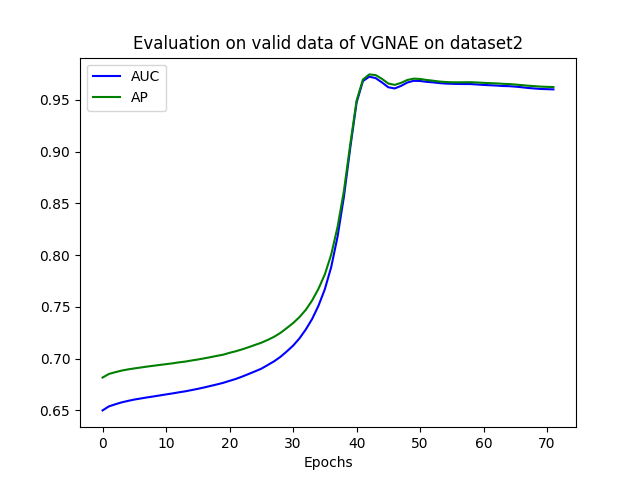 Evaluation on valid data of VGNAE on dataset2
AUC
AP
0.95
0.90
0.85
0.80
0.75
0.70
0.65
0 10 20 30 40 50 60 70
Epochs